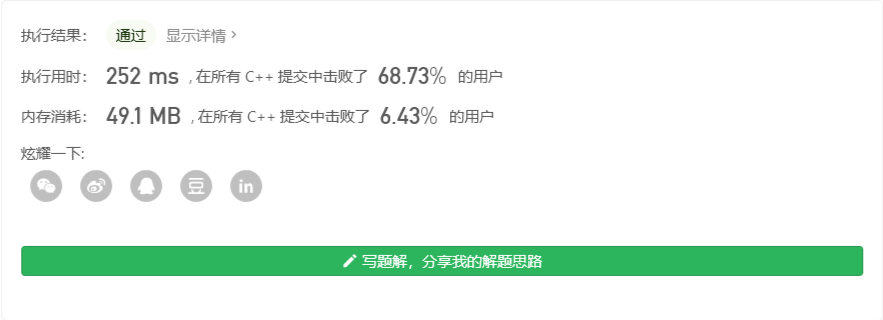 执行结果： 通过 显示详情 >
执行用时： 252 ms , 在所有 C++ 提交中击败了 68.73% 的用户
内存消耗： 49.1 MB , 在所有 C++ 提交中击败了 6.43% 的用户
炫耀一下:
豆 in
写题解，分享我的解题思路